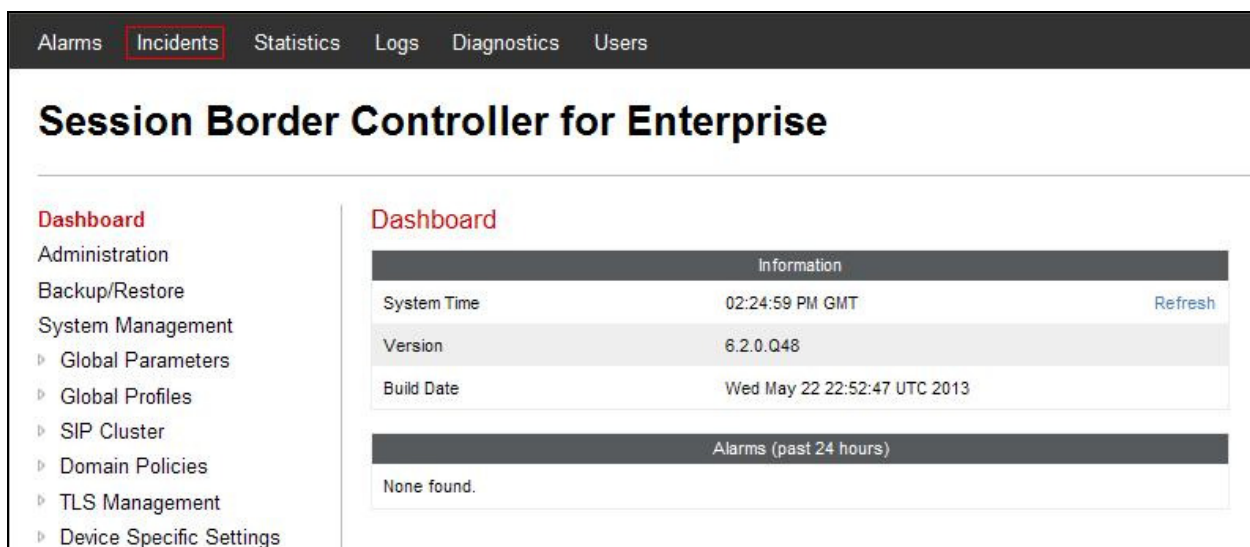 Alarms Incidents Statistics Logs Diagnostics Users
Session Border Controller for Enterprise
Dashboard
Administration
Backup/Restore
System Management
Global Parameters
Global Profiles
SIP Cluster
Domain Policies
TLS Management
Device Specific Settings
Dashboard
Information
System Time 02:24:59 PM GMT Refresh
Version 6.2.0.Q48
Build Date Wed May 22 22:52:47 UTC 2013
Alarms (past 24 hours)
None found.